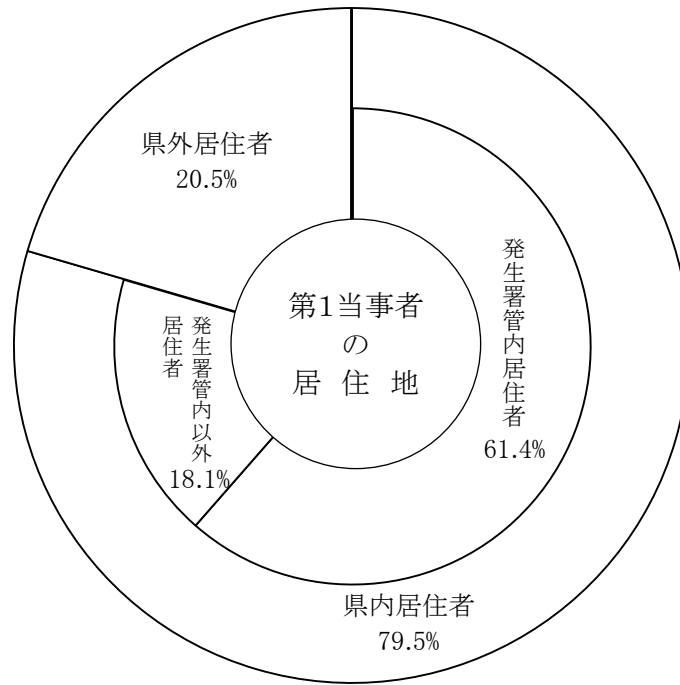 県外居住者
20.5%
第1当事者
の
居住地
発生署管内居住者
61.4%
発生署管内以外
居住者
18.1%
県内居住者
79.5%